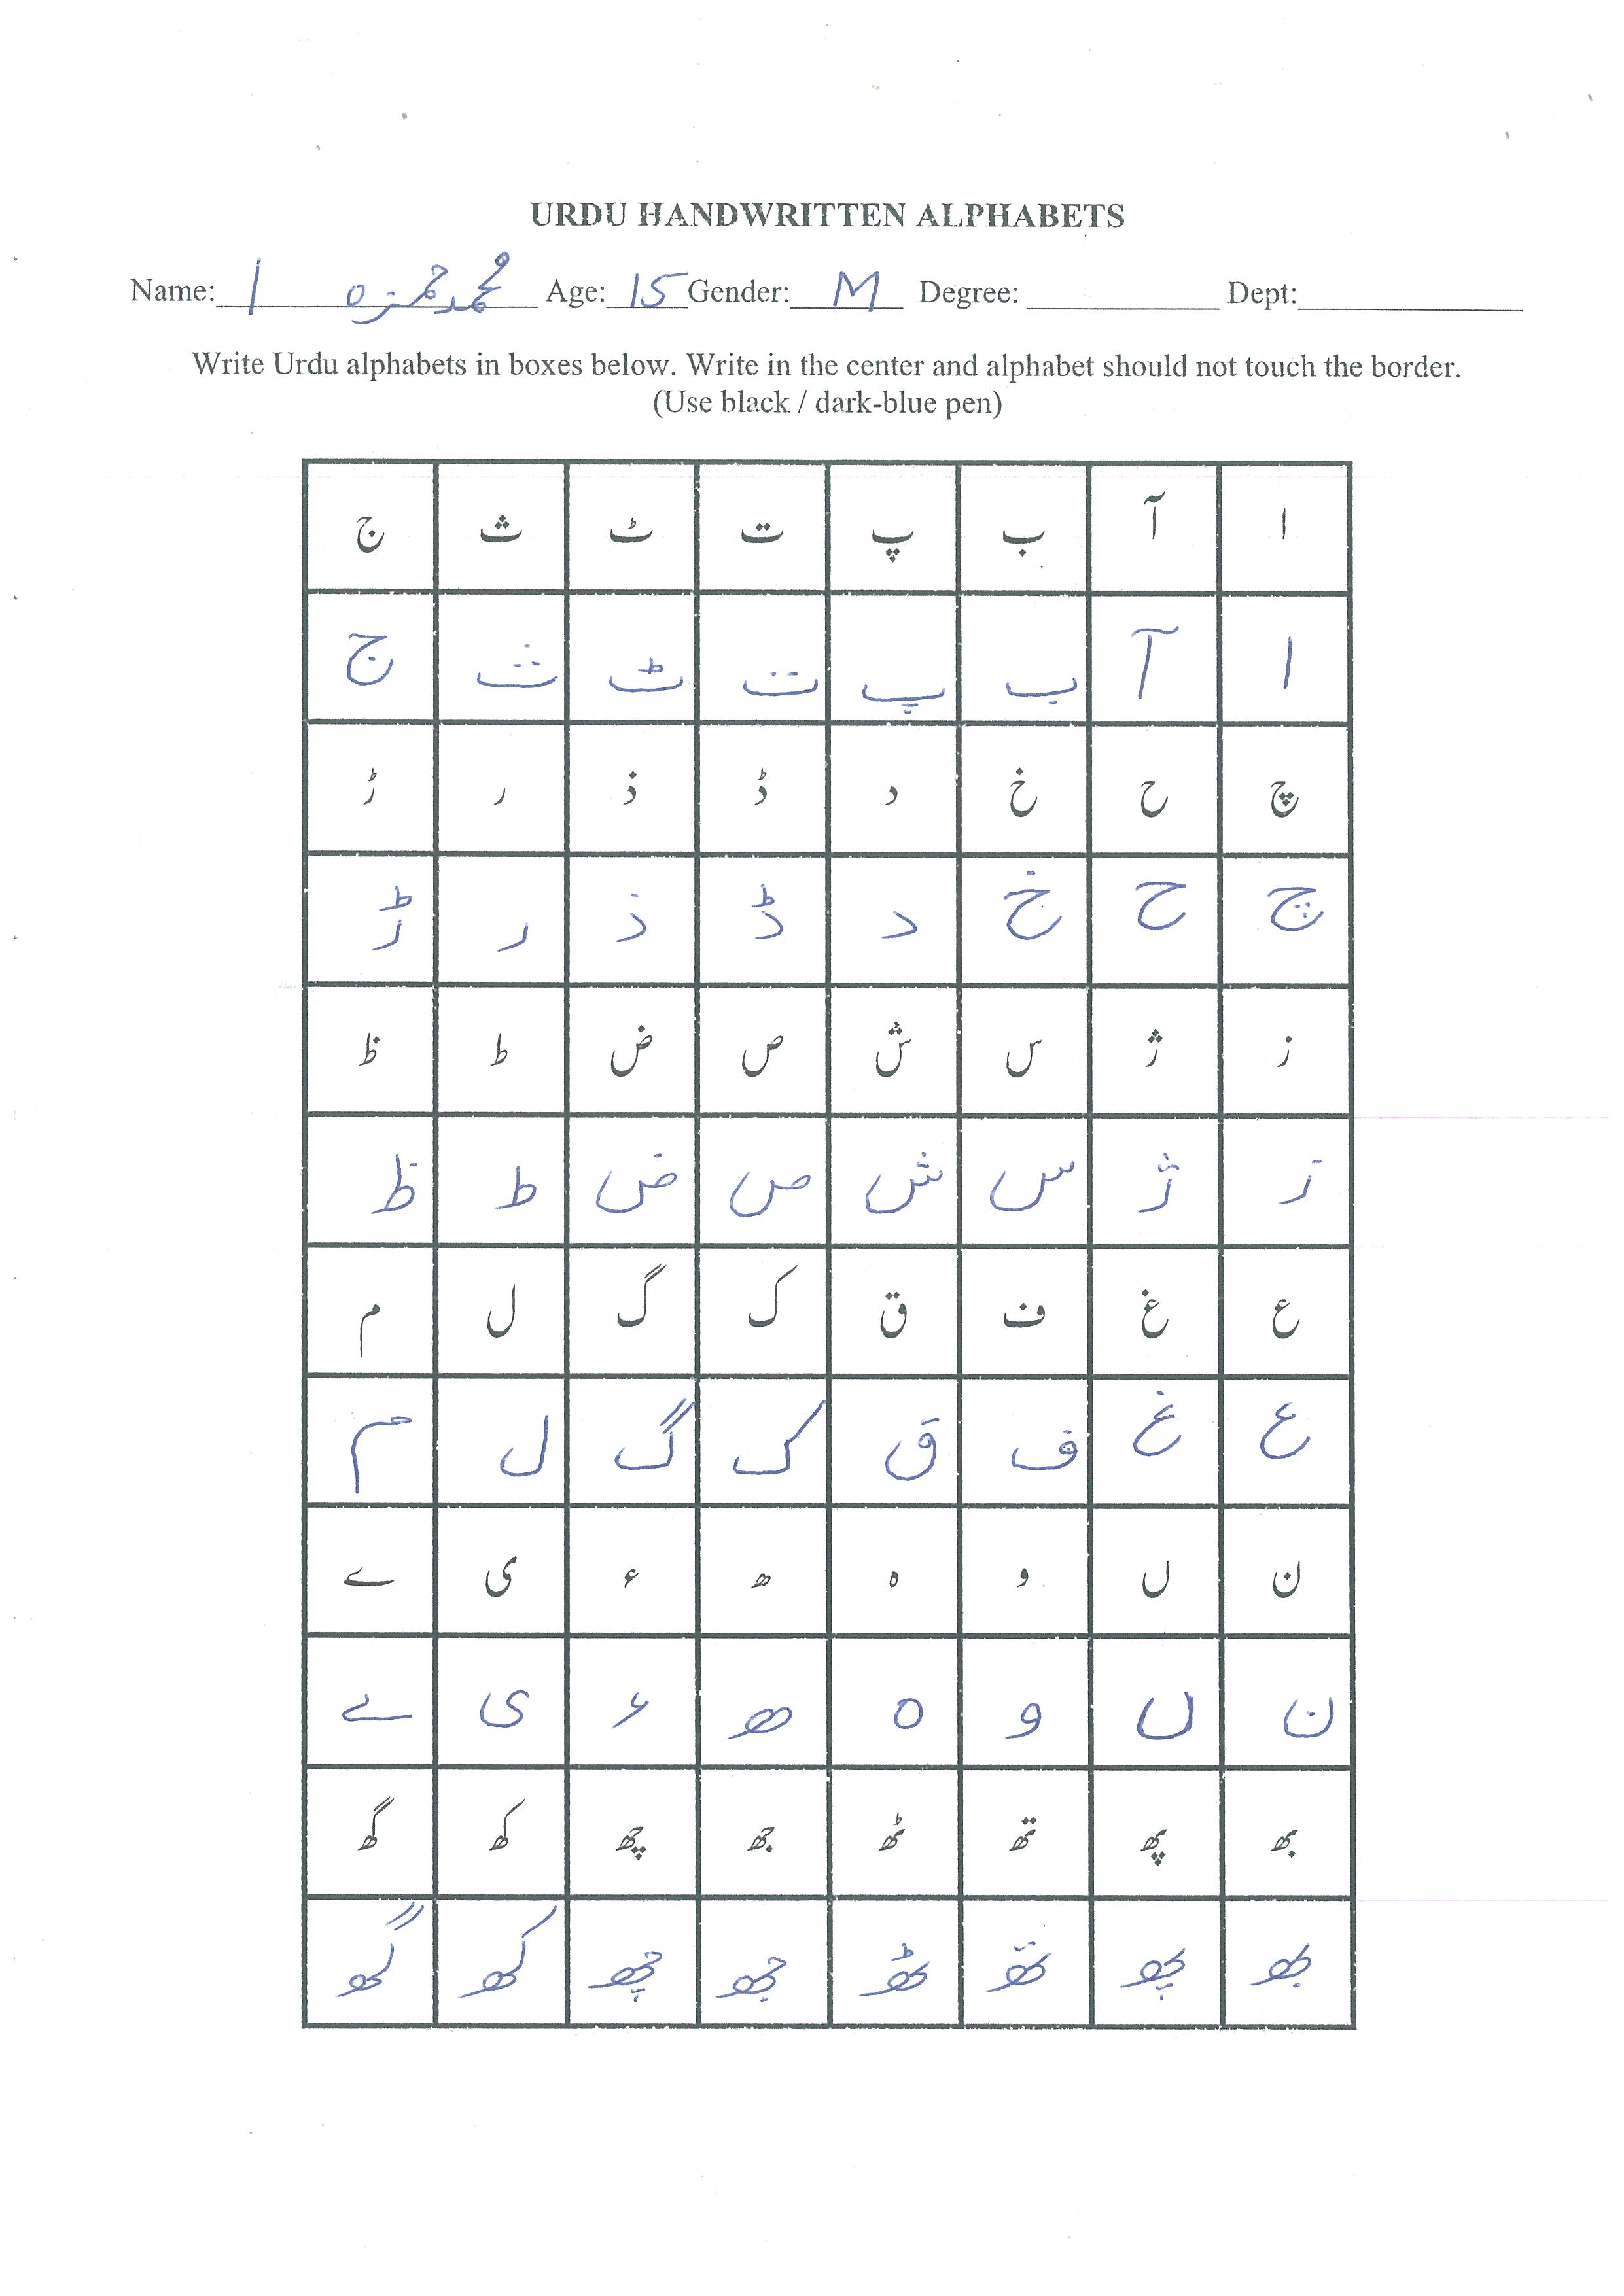 URDU HANDWRITTEN ALPHABETS
Name: 1 محمد حمزہ Age: 15 Gender: M Degree: Dept:
Write Urdu alphabets in boxes below. Write in the center and alphabet should not touch the border.
(Use black / dark-blue pen)
ا آ ب پ ت ٹ ث ج
ا آ ب پ ت ٹ ث ج
چ ح خ د ڈ ذ ر ڑ
چ ح خ د ڈ ذ ر ڑ
ز ژ س ش ص ض ط ظ
ز ژ س ش ص ض ط ظ
ع غ ف ق ک گ ل م
ع غ ف ق ک گ ل م
ن ں و ہ ھ ء ی ے
ن ں و ہ ھ ء ی ے
بھ پھ تھ ٹھ جھ چھ کھ گھ
بھ پھ تھ ٹھ جھ چھ کھ گھ